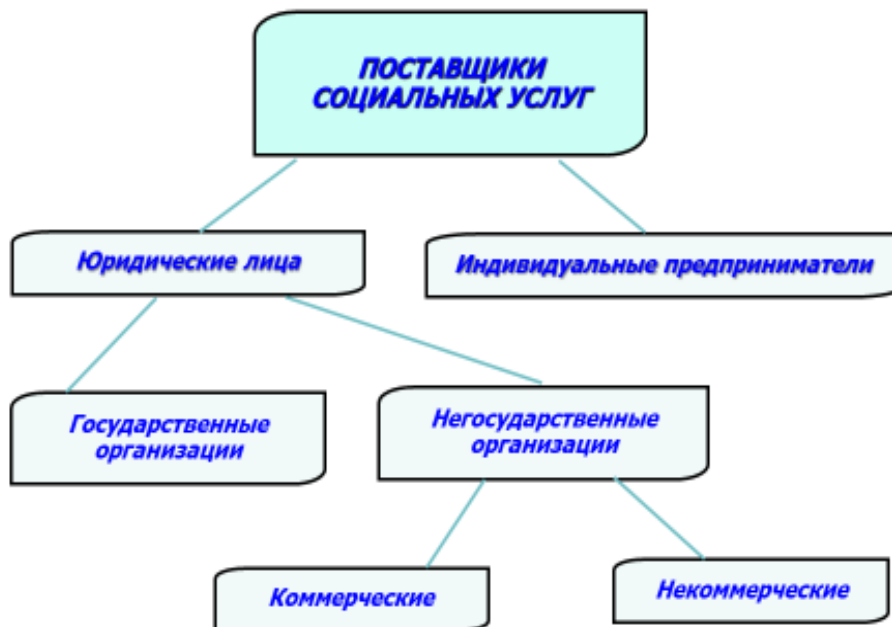 ПОСТАВЩИКИ
СОЦИАЛЬНЫХ УСЛУГ
Юридические лица
Индивидуальные предприниматели
Государственные
организации
Негосударственные
организации
Коммерческие
Некоммерческие